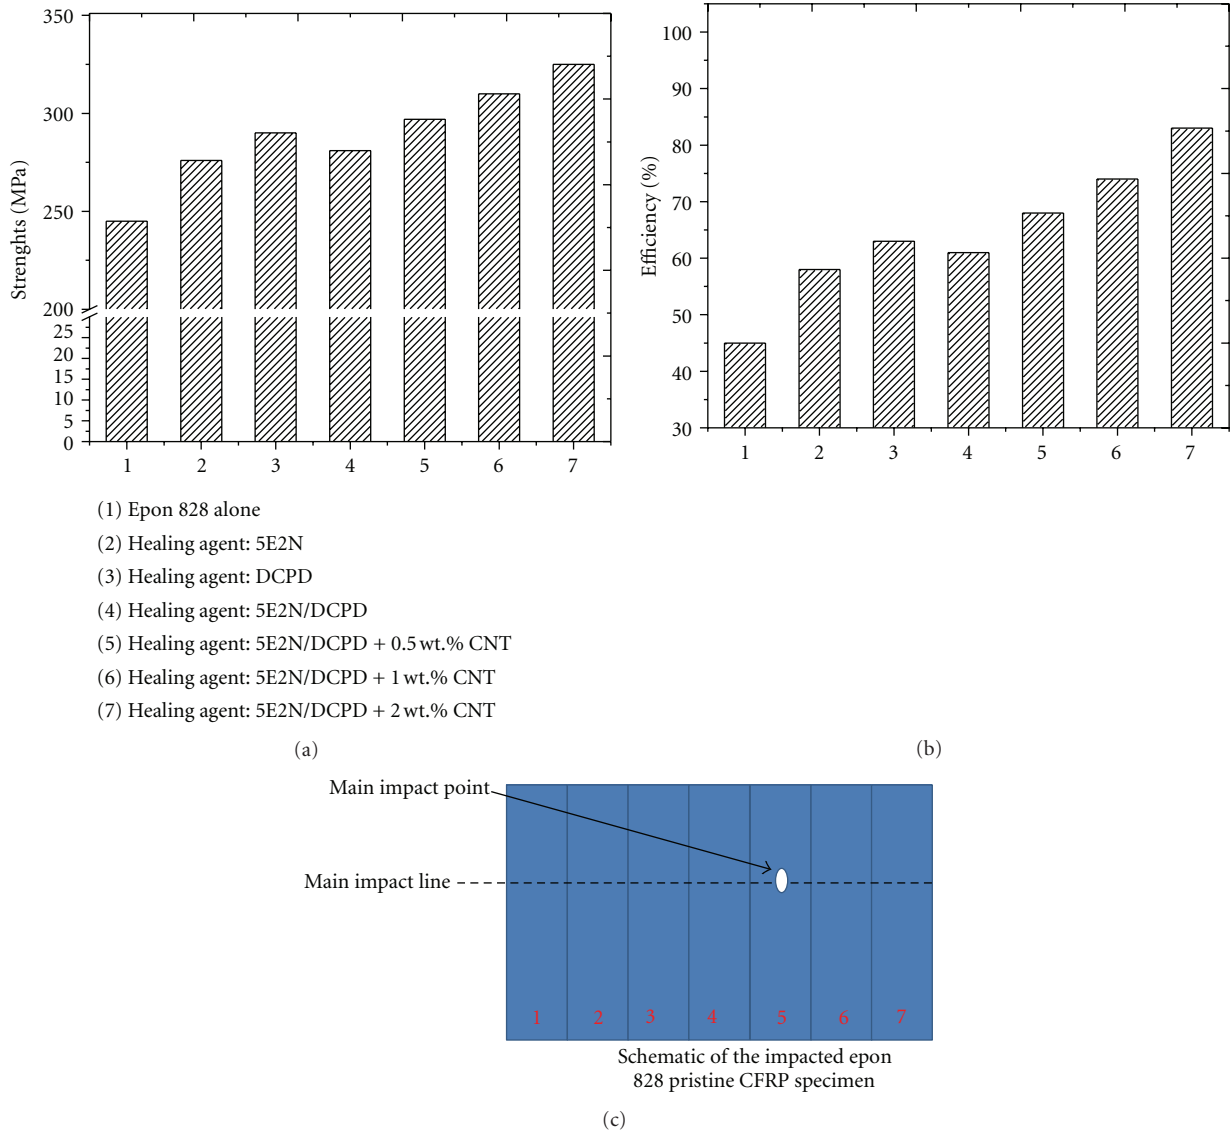 350
300
250
200
25
20
15
10
5
0
Strenghts (MPa)
1 2 3 4 5 6 7
(1) Epon 828 alone
(2) Healing agent: 5E2N
(3) Healing agent: DCPD
(4) Healing agent: 5E2N/DCPD
(5) Healing agent: 5E2N/DCPD + 0.5 wt.% CNT
(6) Healing agent: 5E2N/DCPD + 1 wt.% CNT
(7) Healing agent: 5E2N/DCPD + 2 wt.% CNT
(a)
100
90
80
70
60
50
40
30
Efficiency (%)
1 2 3 4 5 6 7
(b)
Main impact point
Main impact line
1 2 3 4 5 6 7
Schematic of the impacted epon
828 pristine CFRP specimen
(c)